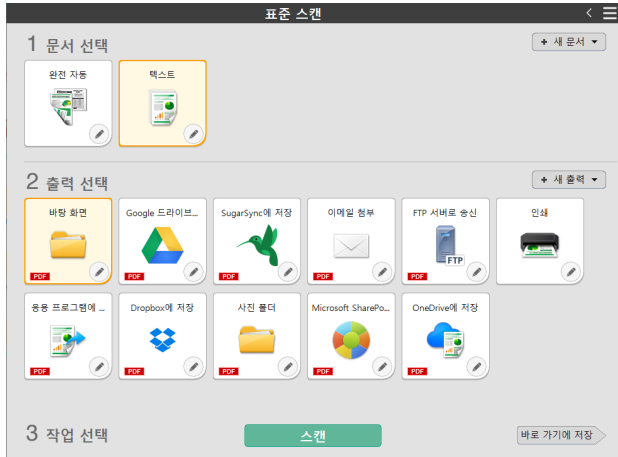 표준 스캔
1 문서 선택
+ 새 문서
완전 자동
텍스트
2 출력 선택
+ 새 출력
바탕 화면
Google 드라이브...
SugarSync에 저장
이메일 첨부
FTP 서버로 송신
인쇄
PDF
PDF
PDF
PDF
FTP
PDF
응용 프로그램에 ...
Dropbox에 저장
사진 폴더
Microsoft SharePo...
OneDrive에 저장
PDF
PDF
PDF
PDF
PDF
3 작업 선택
스캔
바로 가기에 저장